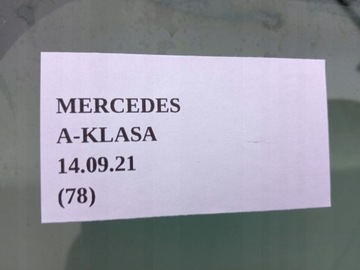 MERCEDES
A-KLASA
14.09.21
(78)